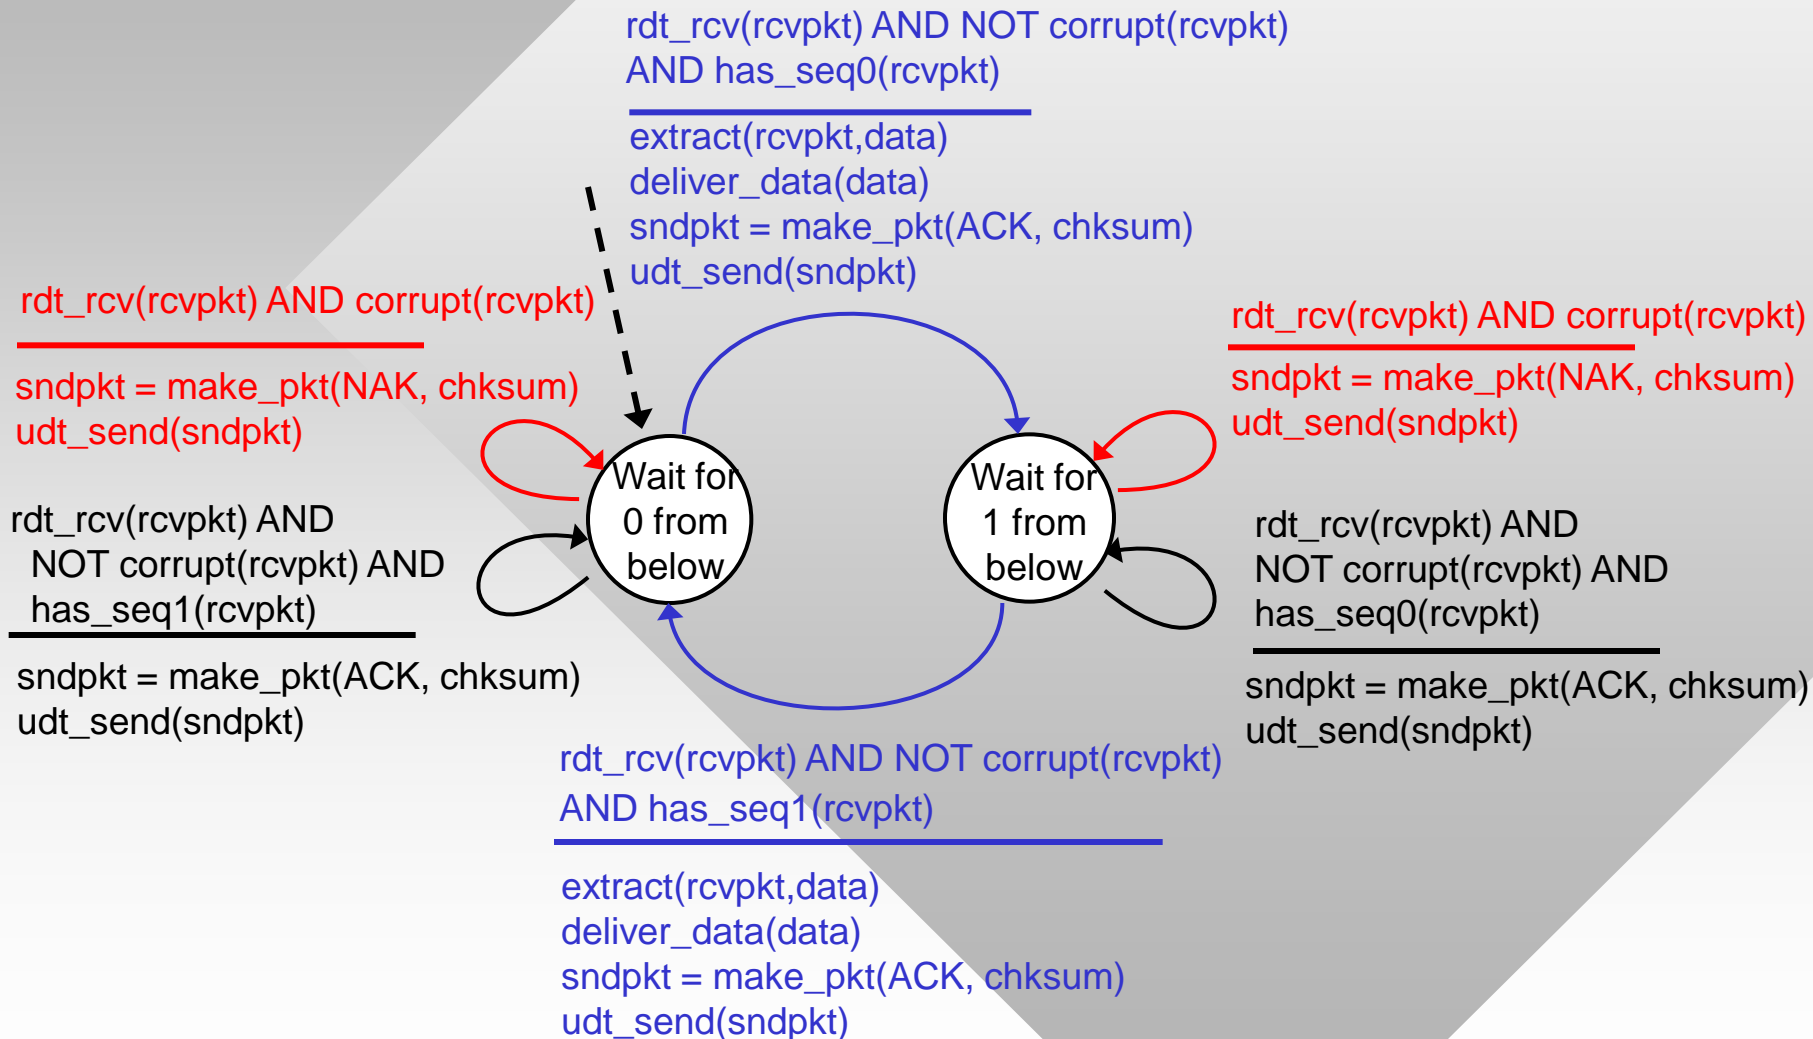 rdt_rcv(rcvpkt) AND NOT corrupt(rcvpkt)
AND has_seq0(rcvpkt)
extract(rcvpkt,data)
deliver_data(data)
sndpkt = make_pkt(ACK, chksum)
udt_send(sndpkt)
rdt_rcv(rcvpkt) AND corrupt(rcvpkt)
sndpkt = make_pkt(NAK, chksum)
udt_send(sndpkt)
rdt_rcv(rcvpkt) AND corrupt(rcvpkt)
sndpkt = make_pkt(NAK, chksum)
udt_send(sndpkt)
Wait for
0 from
below
Wait for
1 from
below
rdt_rcv(rcvpkt) AND
NOT corrupt(rcvpkt) AND
has_seq1(rcvpkt)
sndpkt = make_pkt(ACK, chksum)
udt_send(sndpkt)
rdt_rcv(rcvpkt) AND
NOT corrupt(rcvpkt) AND
has_seq0(rcvpkt)
sndpkt = make_pkt(ACK, chksum)
udt_send(sndpkt)
rdt_rcv(rcvpkt) AND NOT corrupt(rcvpkt)
AND has_seq1(rcvpkt)
extract(rcvpkt,data)
deliver_data(data)
sndpkt = make_pkt(ACK, chksum)
udt_send(sndpkt)